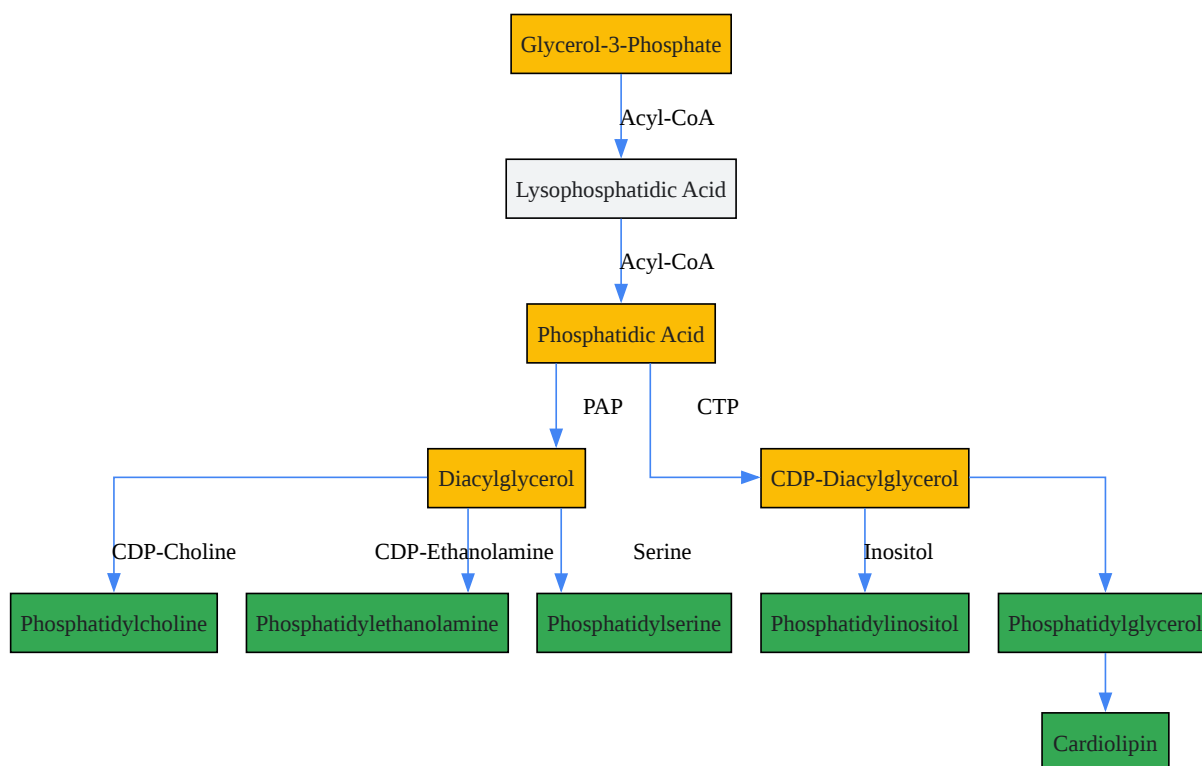 Glycerol-3-Phosphate
Acyl-CoA
Lysophosphatidic Acid
Acyl-CoA
Phosphatidic Acid
PAP
CTP
Diacylglycerol
CDP-Diacylglycerol
CDP-Choline
CDP-Ethanolamine
Serine
Inositol
Phosphatidylcholine
Phosphatidylethanolamine
Phosphatidylserine
Phosphatidylinositol
Phosphatidylglycerol
Cardiolipin